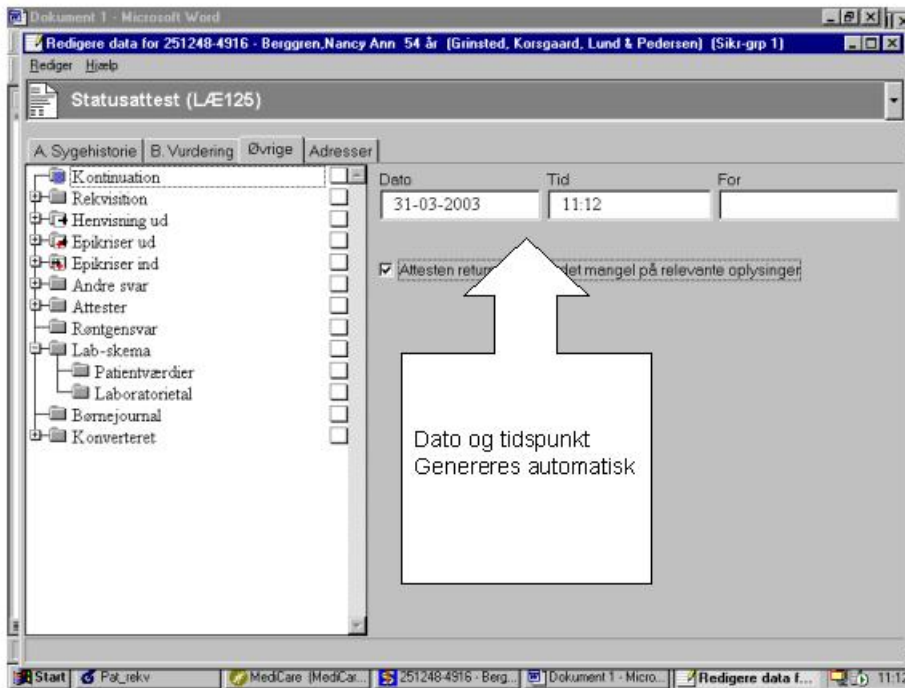 Dokument 1 - Microsoft Word
Redigere data for 251248-4916 - Berggren,Nancy Ann 54 år (Grinsted, Korsgaard, Lund & Pedersen) (Sikr-grp 1)
Rediger Hjælp
Statusattest (LÆ125)
A. Sygehistorie B. Vurdering Øvrige Adresser
Kontinuation
Rekvisition
Henvisning ud
Epikriser ud
Epikriser ind
Andre svar
Attester
Røntgensvar
Lab-skema
Patientværdier
Laboratorietal
Børnejournal
Konverteret
Dato Tid For
31-03-2003 11:12
Attesten retur det mangel på relevante oplysinger
Dato og tidspunkt
Genereres automatisk
Start Pat_rekv MediCare (MediCar... 251248-4916 - Berg... Dokument 1 - Micro... Redigere data f... 11:12